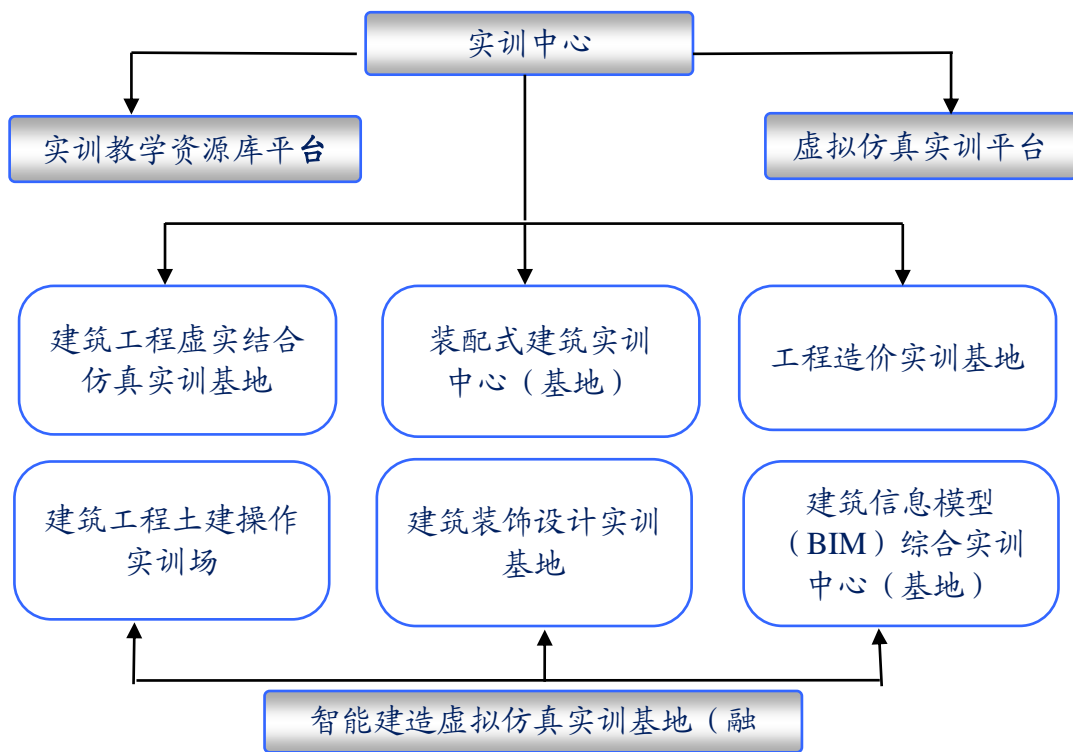 实训中心
实训教学资源库平台
虚拟仿真实训平台
建筑工程虚实结合
仿真实训基地
装配式建筑实训
中心（基地）
工程造价实训基地
建筑工程土建操作
实训场
建筑装饰设计实训
基地
建筑信息模型
（BIM）综合实训
中心（基地）
智能建造虚拟仿真实训基地（融